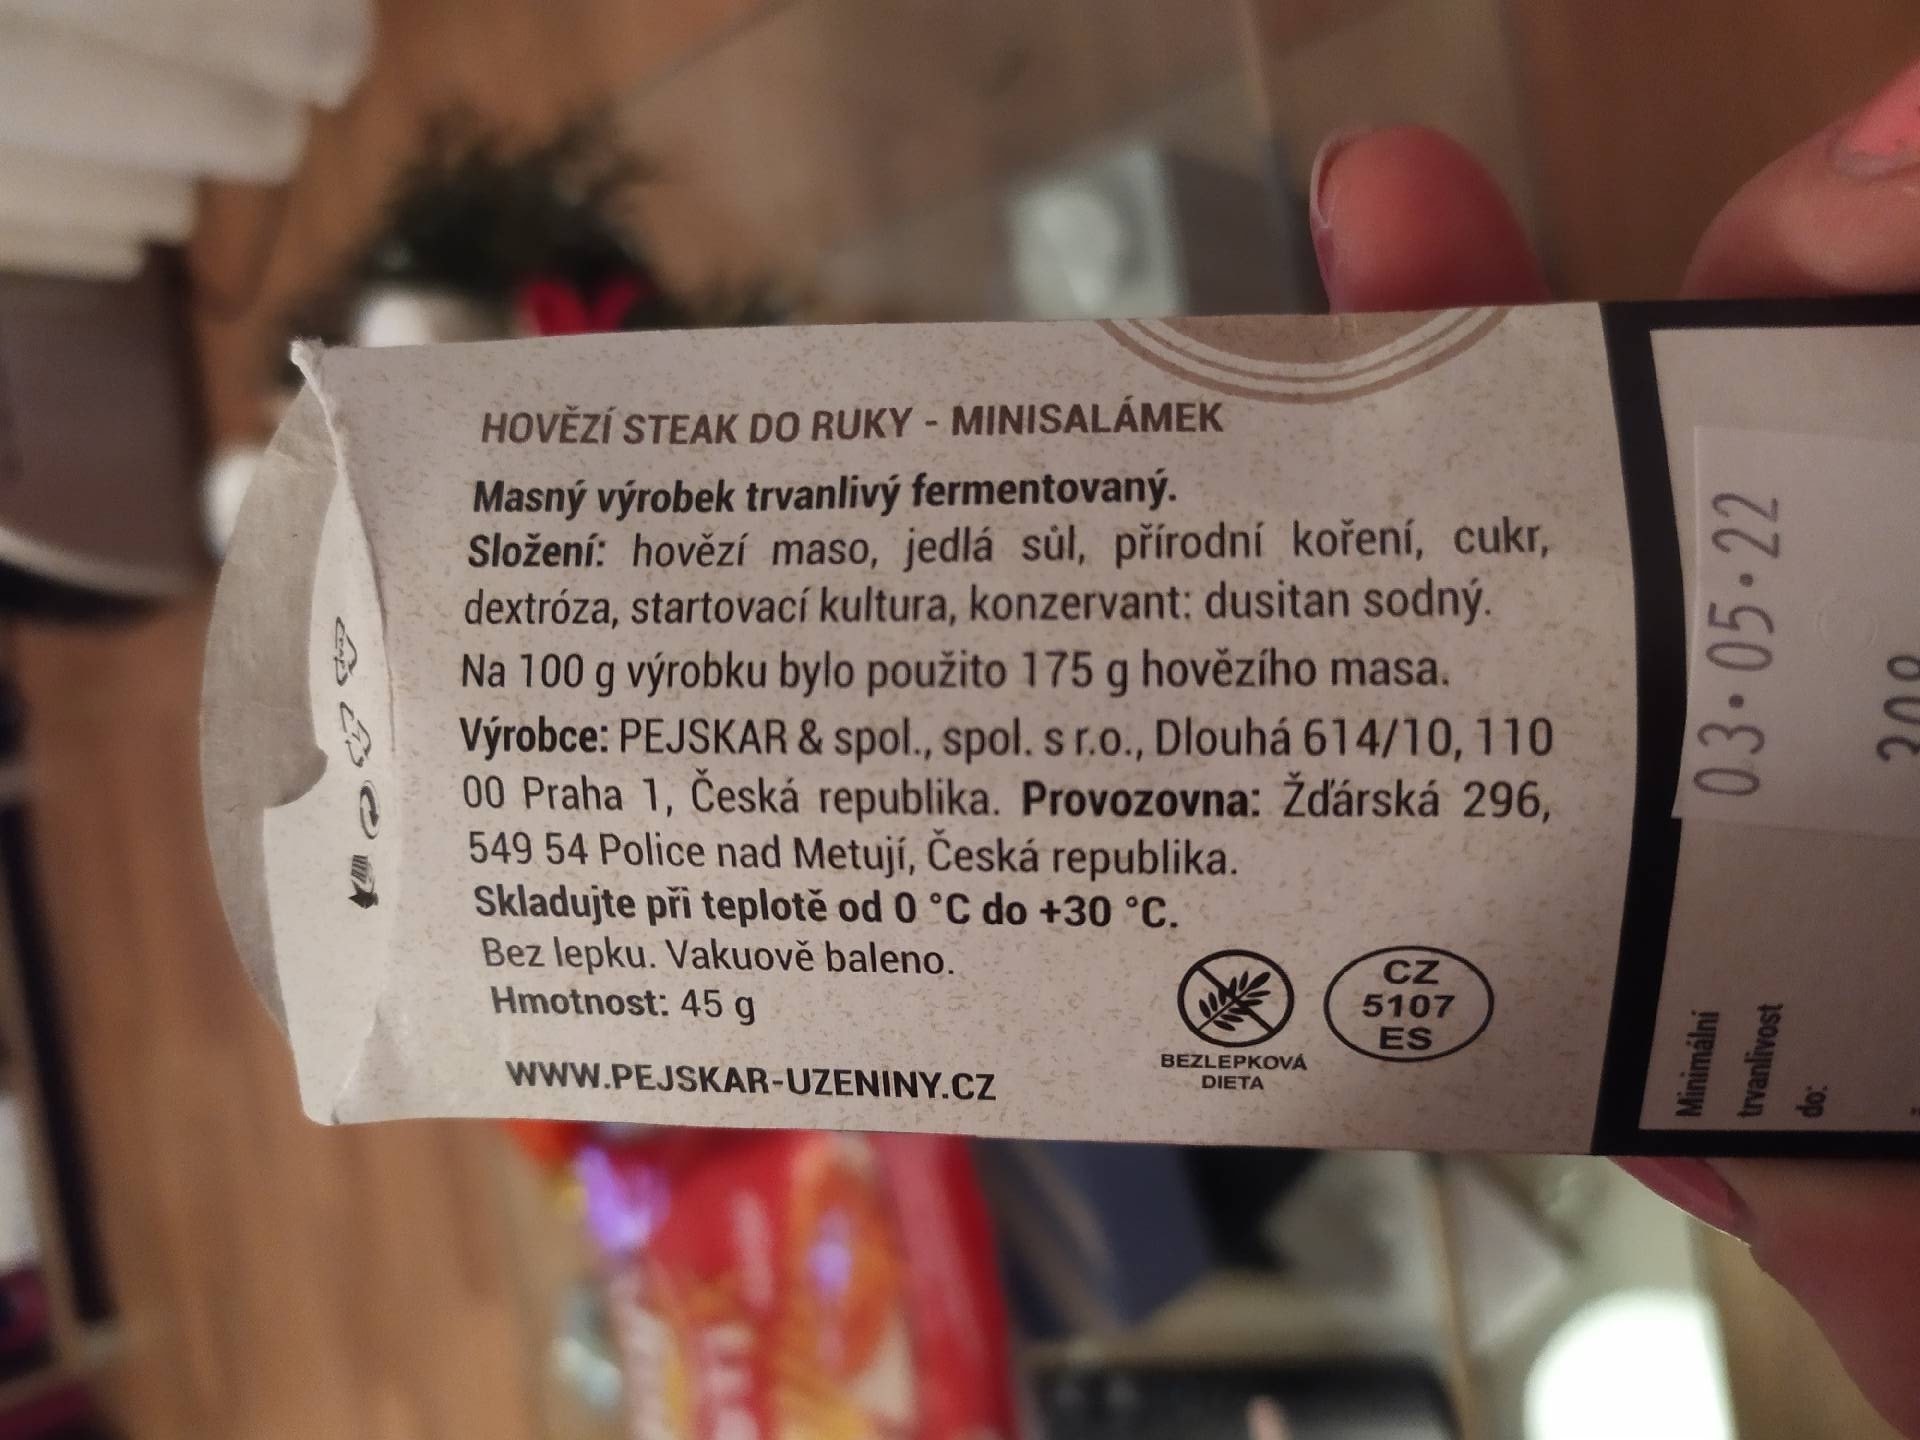 HOVĚZÍ STEAK DO RUKY - MINISALÁMEK
Masný výrobek trvanlivý fermentovaný.
Složení: hovězí maso, jedlá sůl, přírodní koření, cukr,
dextróza, startovací kultura, konzervant: dusitan sodný.
Na 100 g výrobku bylo použito 175 g hovězího masa.
Výrobce: PEJSKAR & spol., spol. s r.o., Dlouhá 614/10, 110
00 Praha 1, Česká republika. Provozovna: Žďárská 296,
549 54 Police nad Metují, Česká republika.
Skladujte při teplotě od 0 °C do +30 °C.
Bez lepku. Vakuově baleno.
Hmotnost: 45 g
WWW.PEJSKAR-UZENINY.CZ
BEZLEPKOVÁ
DIETA
CZ
5107
ES
Minimální
trvanlivost
do:
03.05.22